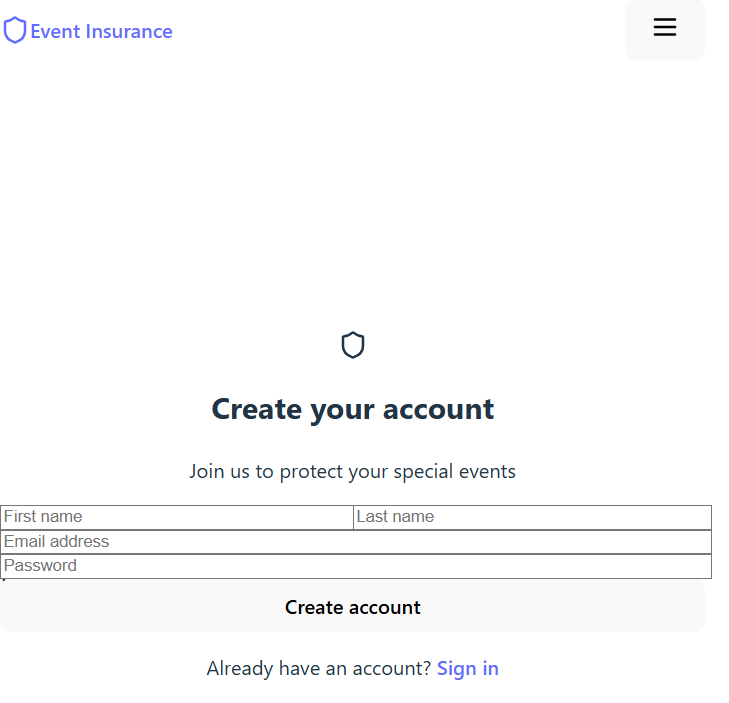 Event Insurance
Create your account
Join us to protect your special events
First name Last name
Email address
Password
Create account
Already have an account? Sign in